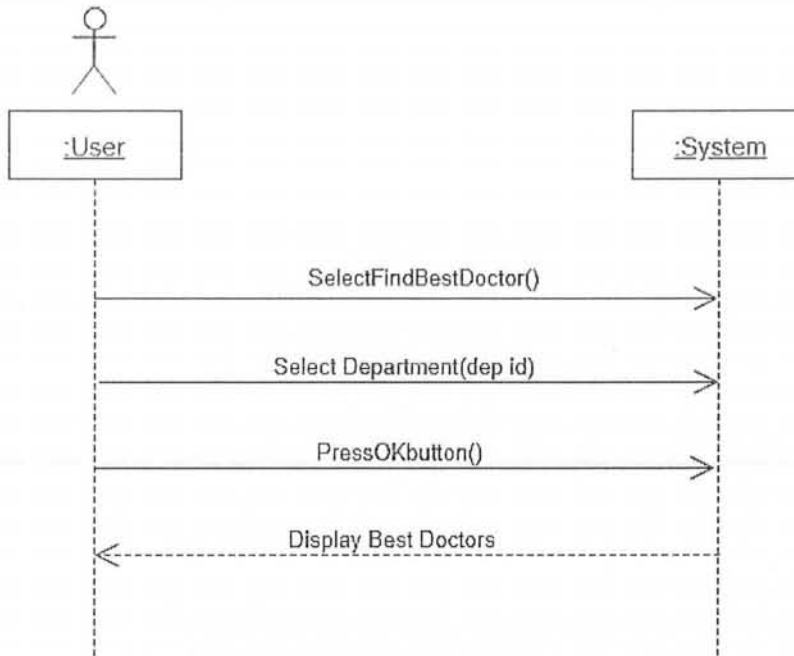 :User
:System
SelectFindBestDoctor()
Select Department(dep id)
PressOKbutton()
Display Best Doctors